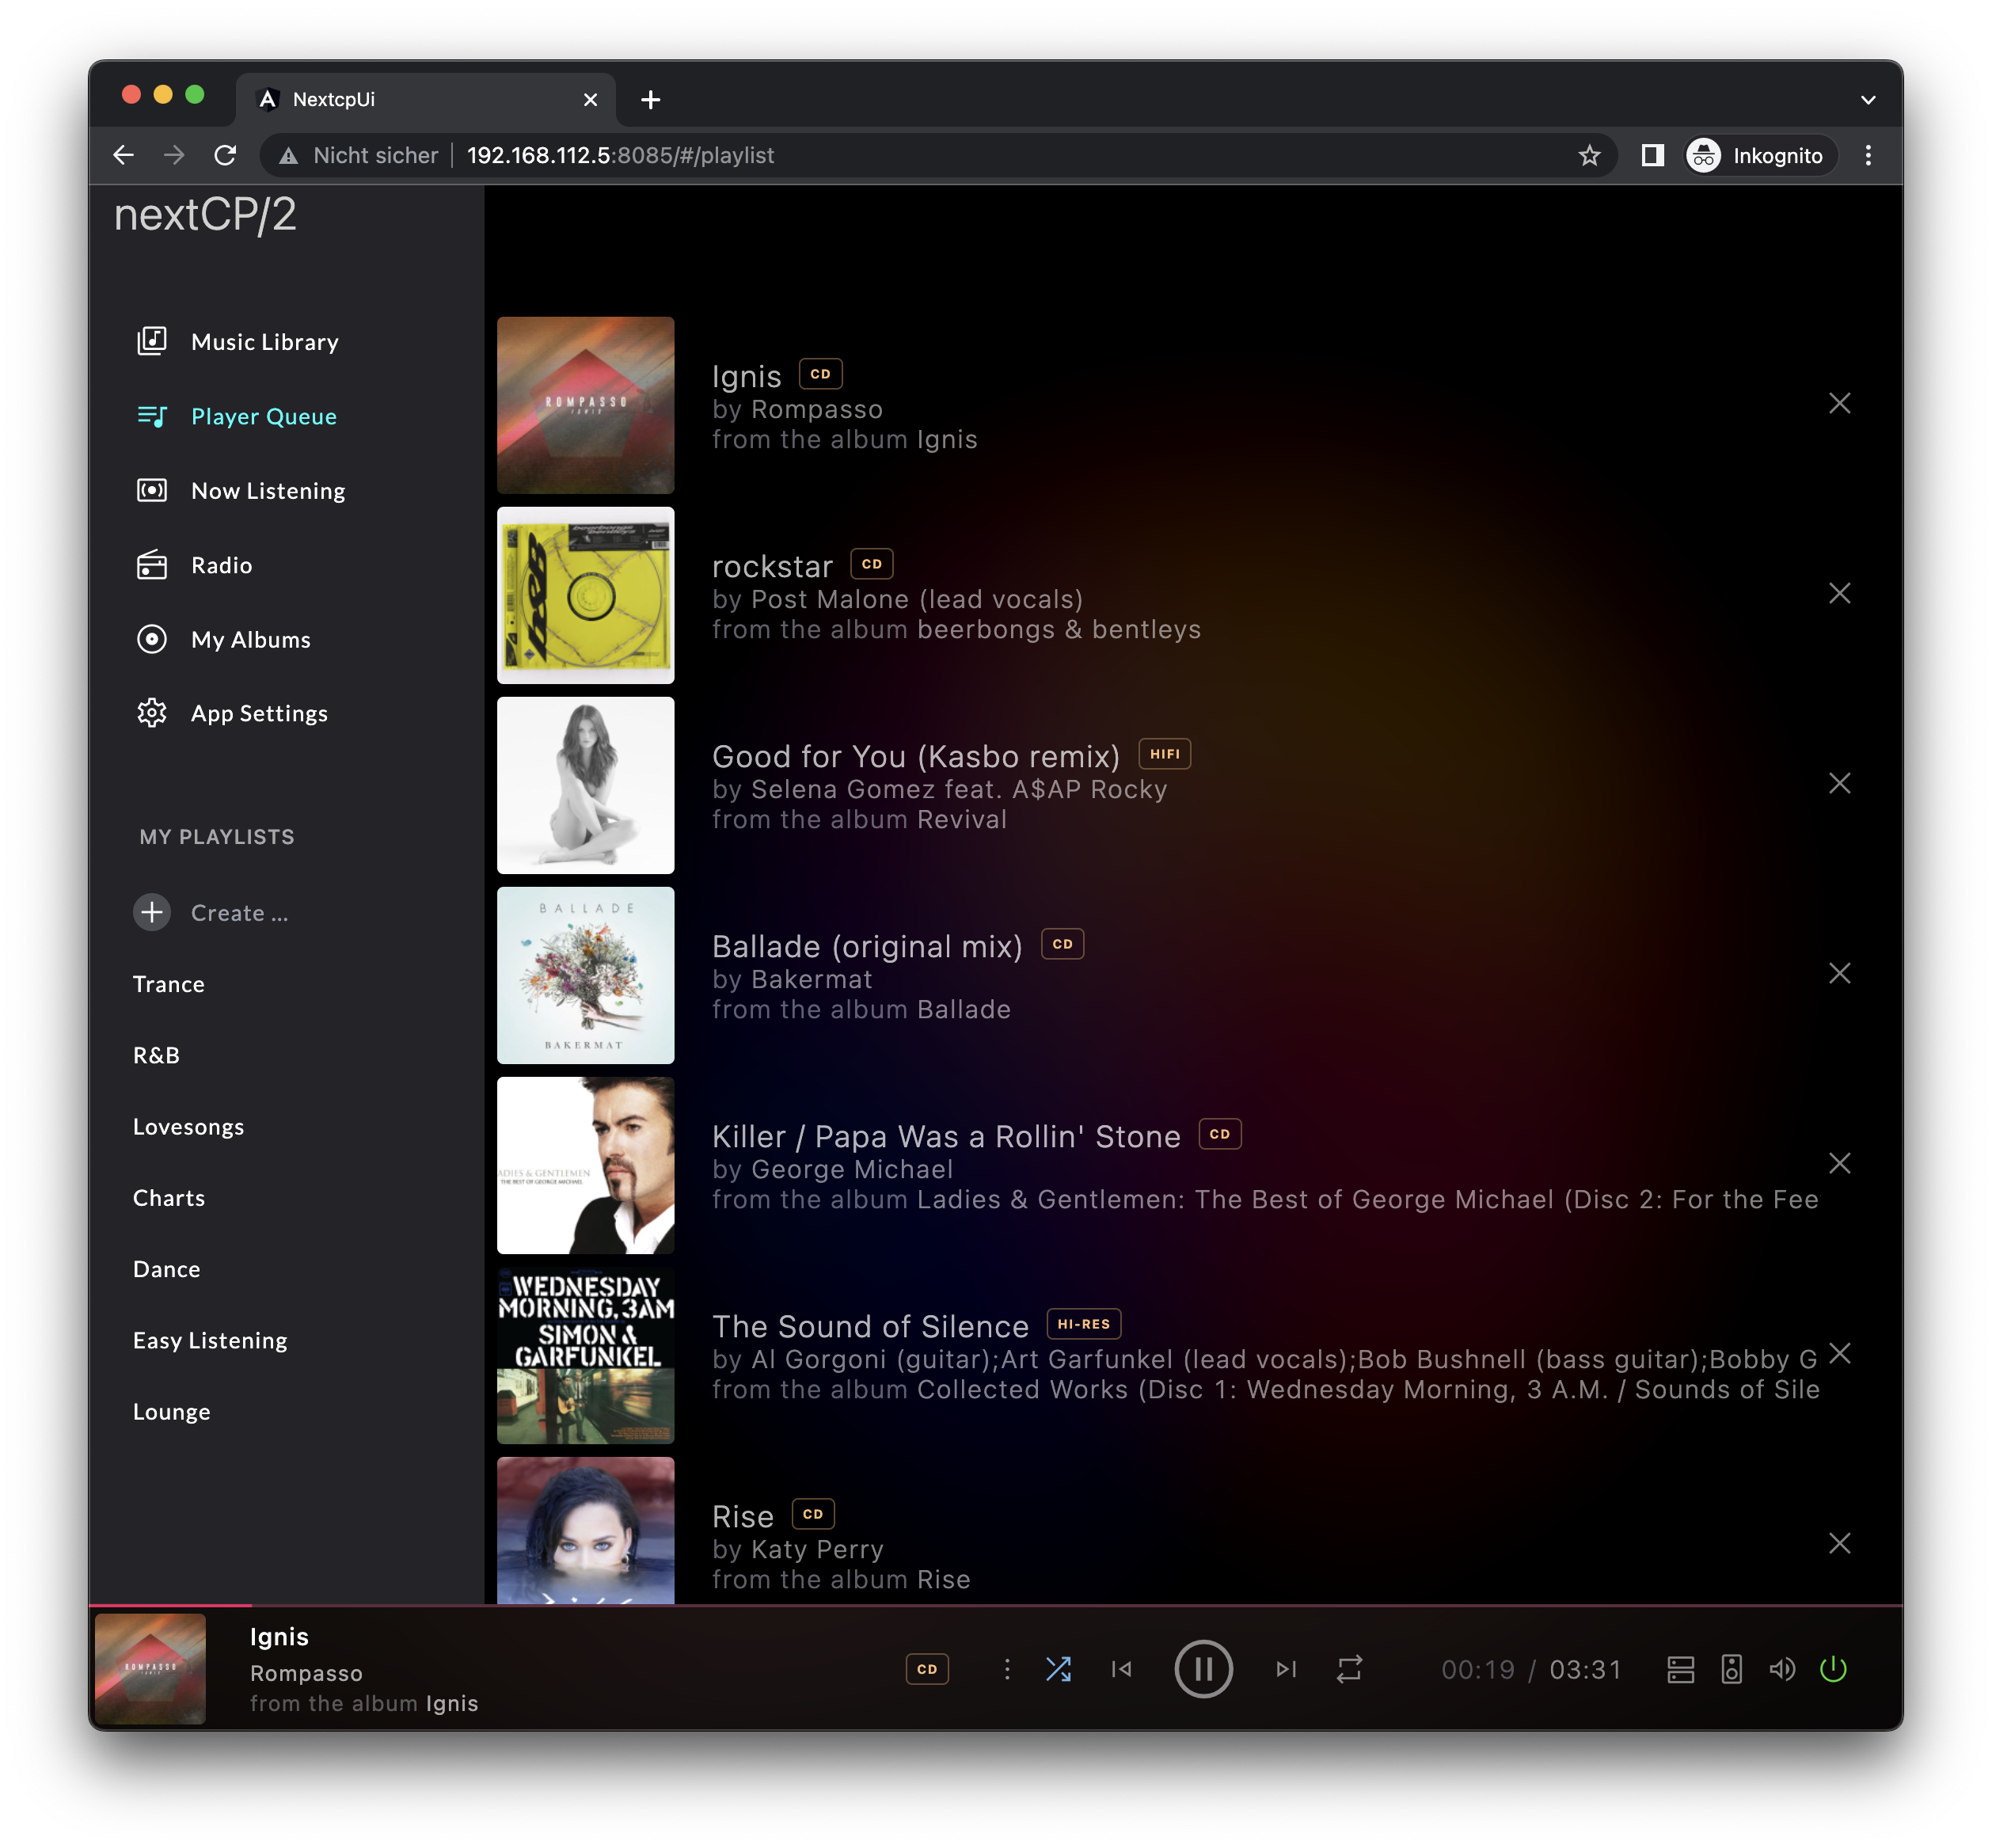 NextcpUi
Nicht sicher 192.168.112.5:8085/#/playlist
Inkognito
nextCP/2
Music Library
Player Queue
Now Listening
Radio
My Albums
App Settings
MY PLAYLISTS
Create ...
Trance
R&B
Lovesongs
Charts
Dance
Easy Listening
Lounge
ROMPASSO
IGNIS
Ignis CD
by Rompasso
from the album Ignis
rockstar CD
by Post Malone (lead vocals)
from the album beerbongs & bentleys
Good for You (Kasbo remix) HIFI
by Selena Gomez feat. A$AP Rocky
from the album Revival
BALLADE
BAKERMAT
Ballade (original mix) CD
by Bakermat
from the album Ballade
ADIES & GENTLEMEN
THE BEST OF GEORGE MICHAEL
Killer / Papa Was a Rollin' Stone CD
by George Michael
from the album Ladies & Gentlemen: The Best of George Michael (Disc 2: For the Fee
WEDNESDAY
MORNING, 3AM
SIMON &
GARFUNKEL
The Sound of Silence HI-RES
by Al Gorgoni (guitar);Art Garfunkel (lead vocals);Bob Bushnell (bass guitar);Bobby G
from the album Collected Works (Disc 1: Wednesday Morning, 3 A.M. / Sounds of Sile
Rise CD
by Katy Perry
from the album Rise
ROMPASSO
Ignis
Rompasso
from the album Ignis
CD
00:19 / 03:31